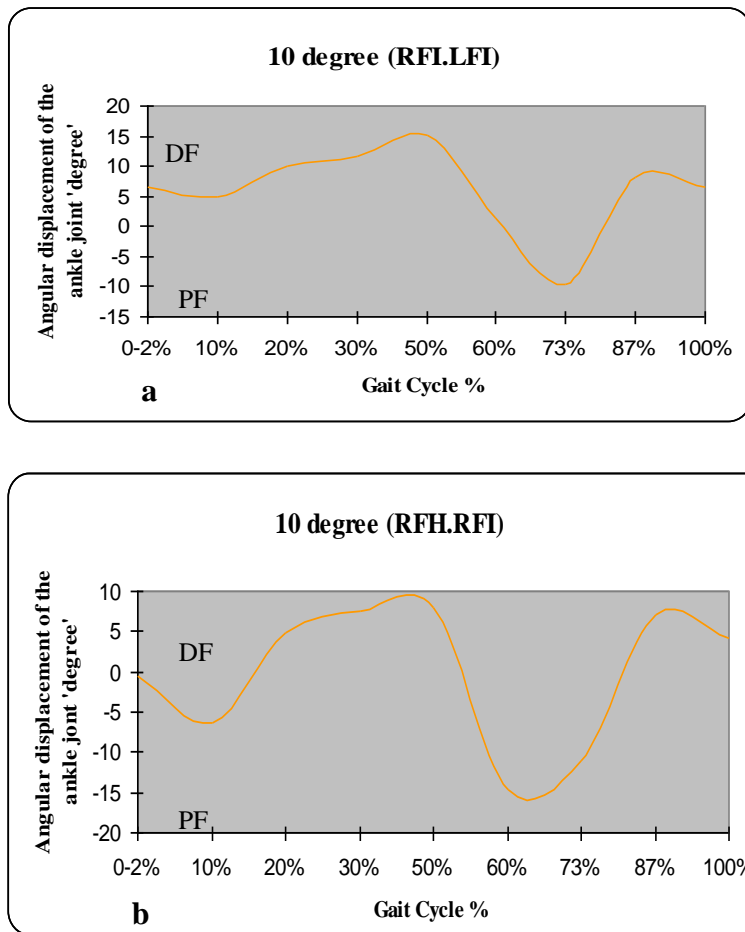 10 degree (RFI.LFI)
Angular displacement of the
ankle joint 'degree'
20
15
10
5
0
-5
-10
-15
DF
PF
0-2% 10% 20% 30% 50% 60% 73% 87% 100%
a
Gait Cycle %
10 degree (RFH.RFI)
Angular displacement of the
ankle jont 'degree'
10
5
0
-5
-10
-15
-20
DF
PF
0-2% 10% 20% 30% 50% 60% 73% 87% 100%
b
Gait Cycle %